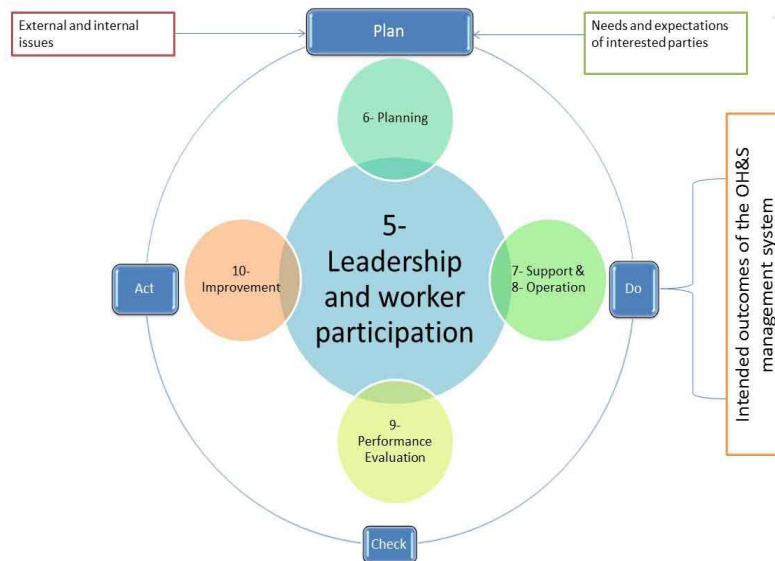 External and internal
issues
Plan
Needs and expectations
of interested parties
6- Planning
5-
Leadership
and worker
participation
10-
Improvement
7- Support &
8- Operation
Act
Do
Intended outcomes of the OH&S
management system
9-
Performance
Evaluation
Check